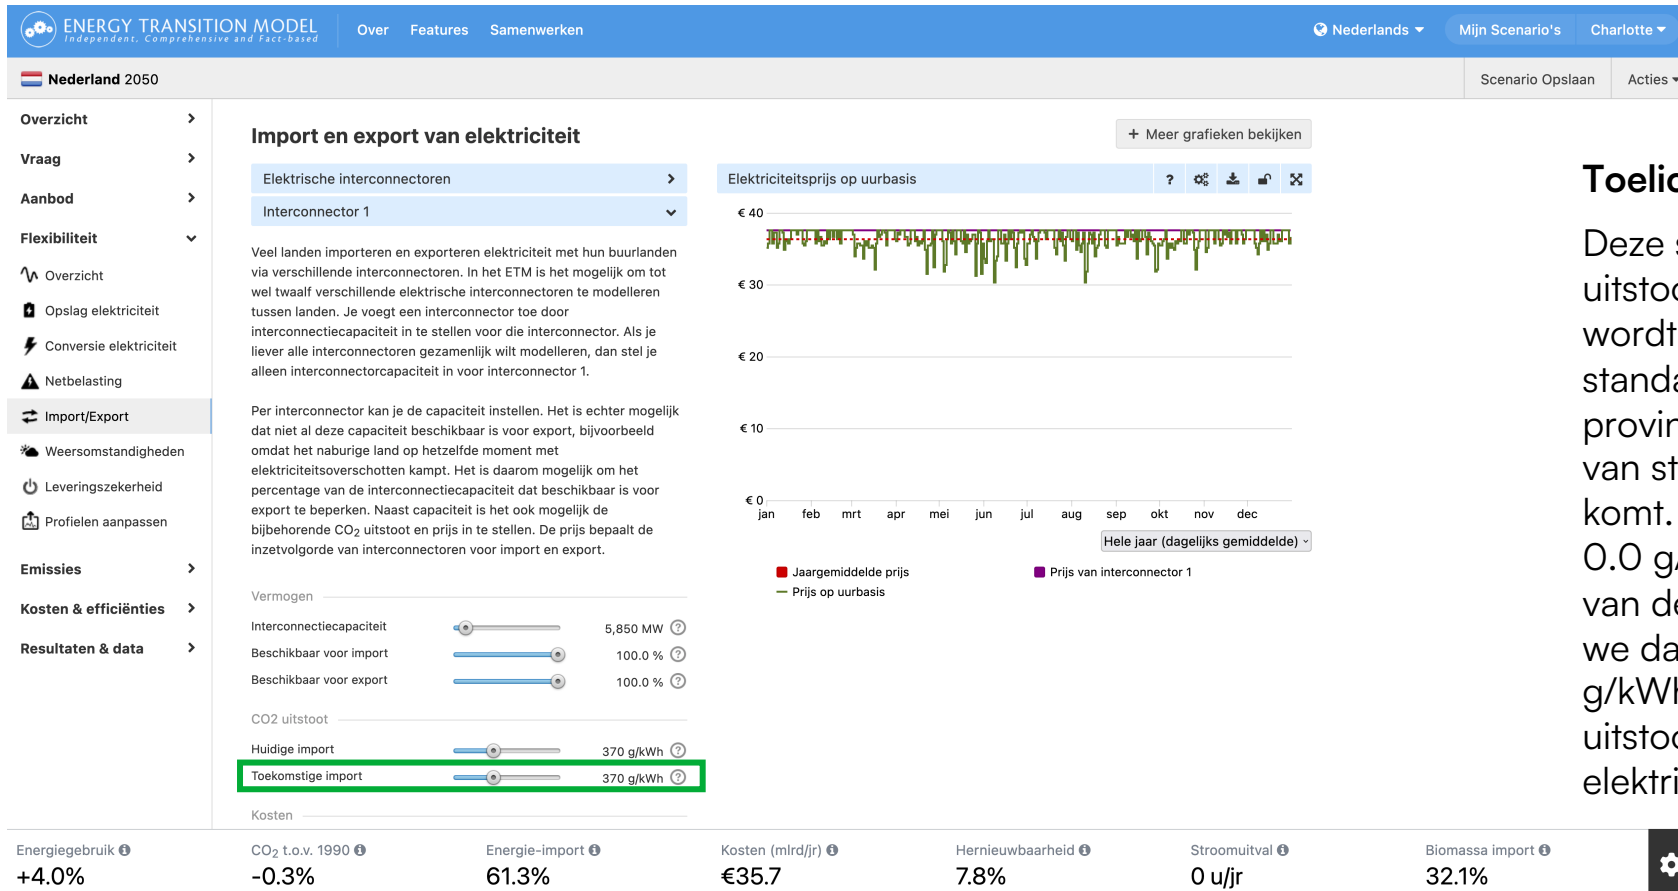 ENERGY TRANSITION MODEL
Independent, Comprehensive and Fact-based
Over Features Samenwerken
Nederlands
Mijn Scenario's
Charlotte
Nederland 2050
Scenario Opslaan
Acties
Overzicht
Vraag
Aanbod
Flexibiliteit
Overzicht
Opslag elektriciteit
Conversie elektriciteit
Netbelasting
Import/Export
Weersomstandigheden
Leveringszekerheid
Profielen aanpassen
Emissies
Kosten & efficiënties
Resultaten & data
Import en export van elektriciteit
+ Meer grafieken bekijken
Elektrische interconnectoren
Interconnector 1
Veel landen importeren en exporteren elektriciteit met hun buurlanden
via verschillende interconnectoren. In het ETM is het mogelijk om tot
wel twaalf verschillende elektrische interconnectoren te modelleren
tussen landen. Je voegt een interconnector toe door
interconnectiecapaciteit in te stellen voor die interconnector. Als je
liever alle interconnectoren gezamenlijk wilt modelleren, dan stel je
alleen interconnectorcapaciteit in voor interconnector 1.
Per interconnector kan je de capaciteit instellen. Het is echter mogelijk
dat niet al deze capaciteit beschikbaar is voor export, bijvoorbeeld
omdat het naburige land op hetzelfde moment met
elektriciteitsoverschotten kampt. Het is daarom mogelijk om het
percentage van de interconnectiecapaciteit dat beschikbaar is voor
export te beperken. Naast capaciteit is het ook mogelijk de
bijbehorende CO2 uitstoot en prijs in te stellen. De prijs bepaalt de
inzetvolgorde van interconnectoren voor import en export.
Vermogen
Interconnectiecapaciteit 5,850 MW ?
Beschikbaar voor import 100.0 % ?
Beschikbaar voor export 100.0 % ?
CO2 uitstoot
Huidige import 370 g/kWh ?
Toekomstige import 370 g/kWh ?
Kosten
Elektriciteitsprijs op uurbasis ?
€ 40
€ 30
€ 20
€ 10
€ 0
jan feb mrt apr mei jun jul aug sep okt nov dec
Hele jaar (dagelijks gemiddelde)
Jaargemiddelde prijs
Prijs van interconnector 1
Prijs op uurbasis
Toelic
Deze s
uitstoo
wordt
standa
provin
van st
komt.
0.0 g/
van de
we da
g/kWh
uitstoo
elektri
Energiegebruik
+4.0%
CO2 t.o.v. 1990
-0.3%
Energie-import
61.3%
Kosten (mlrd/jr)
€35.7
Hernieuwbaarheid
7.8%
Stroomuitval
0 u/jr
Biomassa import
32.1%